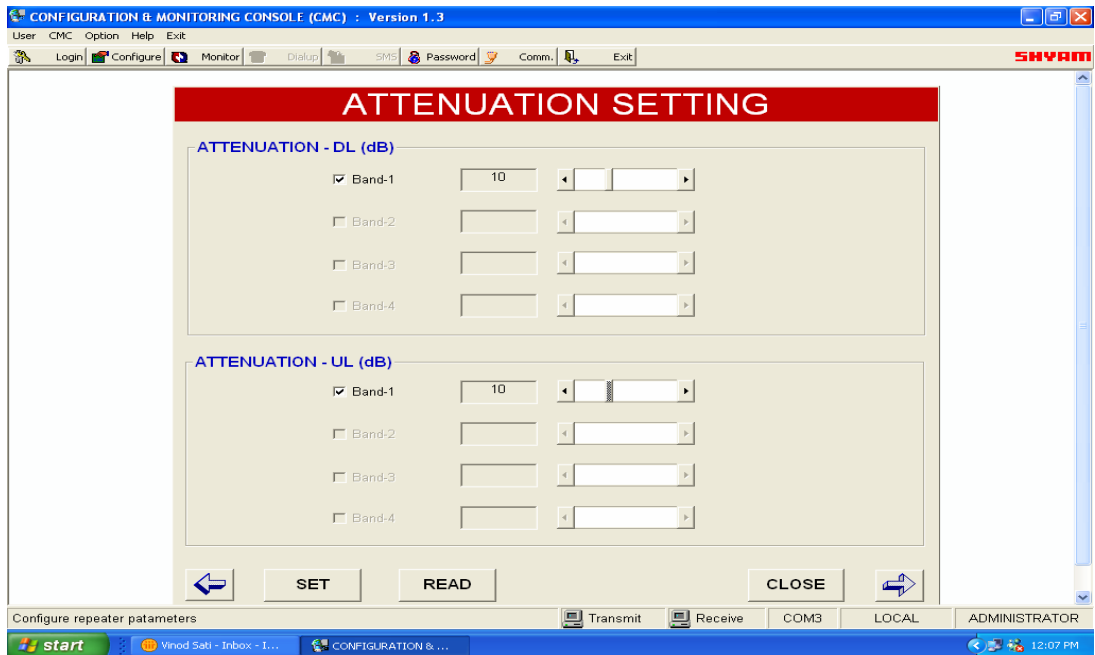 CONFIGURATION & MONITORING CONSOLE (CMC) : Version 1.3
User CMC Option Help Exit
Login Configure Monitor Dialup SMS Password Comm. Exit SHYAM
ATTENUATION SETTING
ATTENUATION - DL (dB)
Band-1 10
Band-2
Band-3
Band-4
ATTENUATION - UL (dB)
Band-1 10
Band-2
Band-3
Band-4
SET READ CLOSE
Configure repeater patameters Transmit Receive COM3 LOCAL ADMINISTRATOR
start Vinod Sati - Inbox - I... CONFIGURATION & ... 12:07 PM